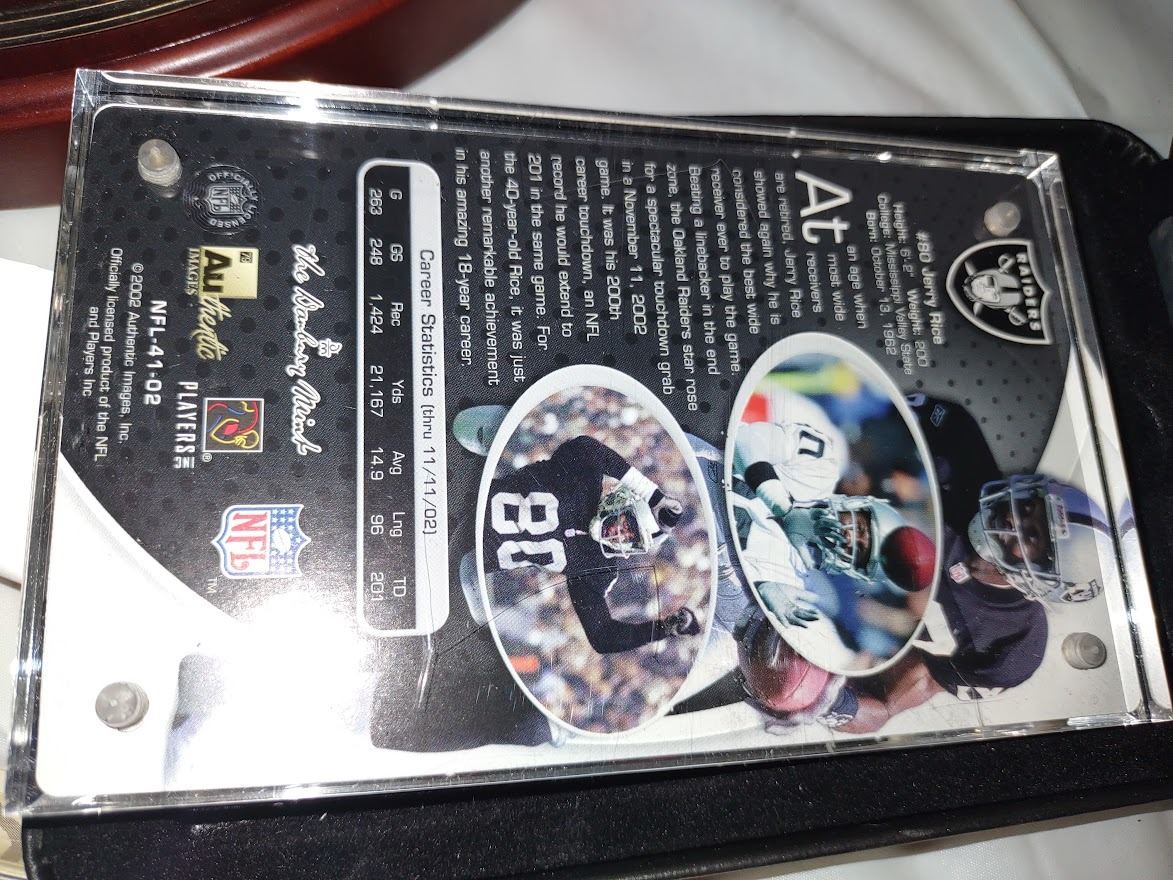 RAIDERS
#80 Jerry Rice
Height: 6' 2" Weight: 200
College: Mississippi Valley State
Born: October 13, 1962
At an age when
most wide
receivers
are retired, Jerry Rice
showed again why he is
considered the best wide
receiver ever to play the game.
Beating a linebacker in the end
zone, the Oakland Raiders star rose
for a spectacular touchdown grab
in a November 11, 2002
game. It was his 200th
career touchdown, an NFL
record he would extend to
201 in the same game. For
the 40-year-old Rice, it was just
another remarkable achievement
in his amazing 18-year career.
80
Career Statistics (thru 11/11/02)
G GS Rec Yds Avg Lng TD
263 248 1,424 21,167 14.9 96 201
The Danbury Mint
OFFICIALLY LICENSED
NFL
Authentic
IMAGES
PLAYERS INC
NFL
TM
NFL-41-02
©2002 Authentic Images, Inc.
Officially licensed product of the NFL
and Players Inc